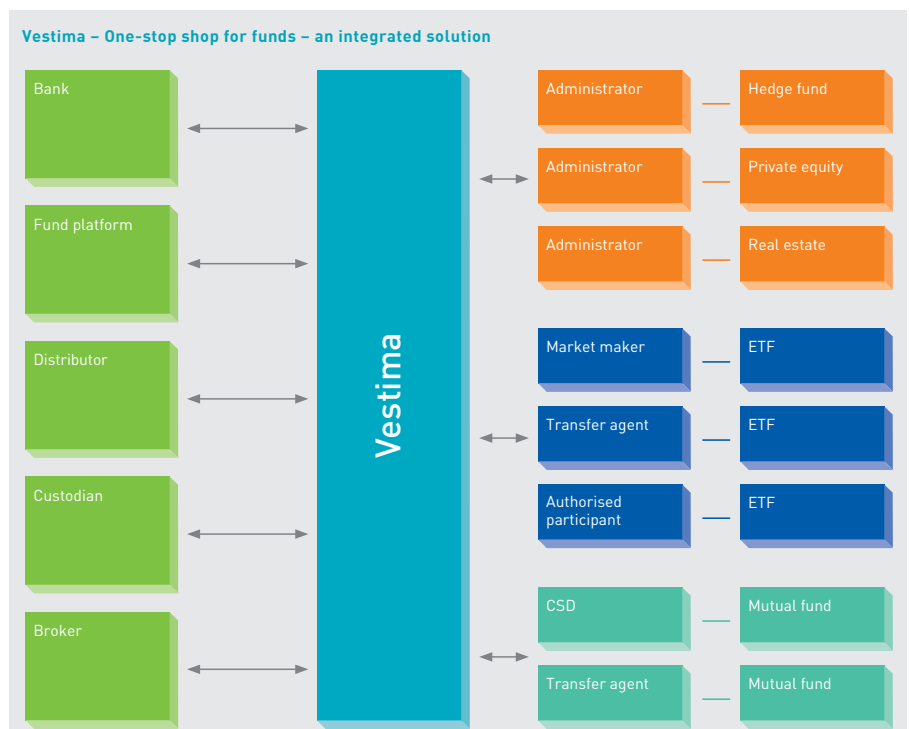 Vestima – One-stop shop for funds – an integrated solution
Bank
Fund platform
Distributor
Custodian
Broker
Vestima
Administrator
Hedge fund
Administrator
Private equity
Administrator
Real estate
Market maker
ETF
Transfer agent
ETF
Authorised
participant
ETF
CSD
Mutual fund
Transfer agent
Mutual fund